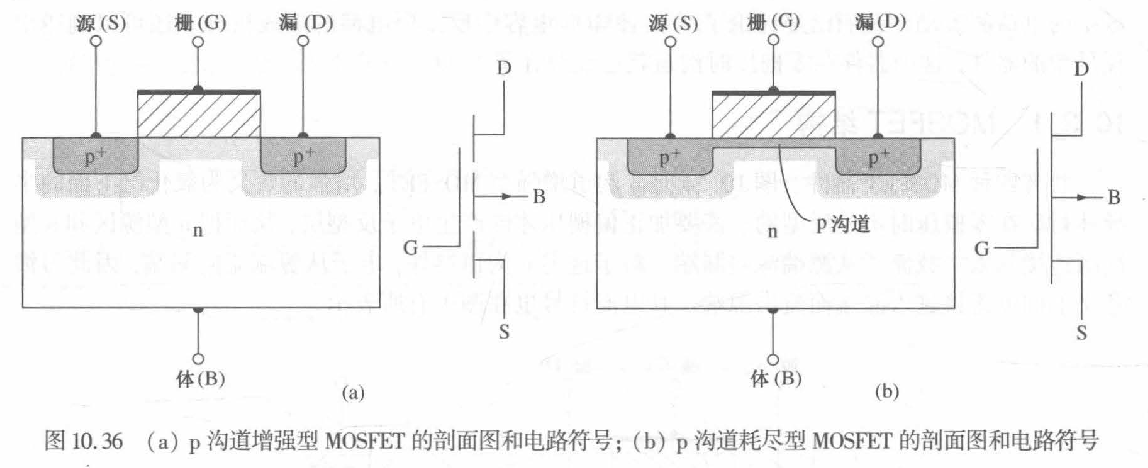 源(S)
栅(G)
漏(D)
源(S)
栅(G)
漏(D)
D
D
p+
p+
p+
p+
B
B
n
n
p沟道
G
G
S
S
体(B)
(a)
体(B)
(b)
图 10.36 (a) p 沟道增强型 MOSFET 的剖面图和电路符号; (b) p 沟道耗尽型 MOSFET 的剖面图和电路符号